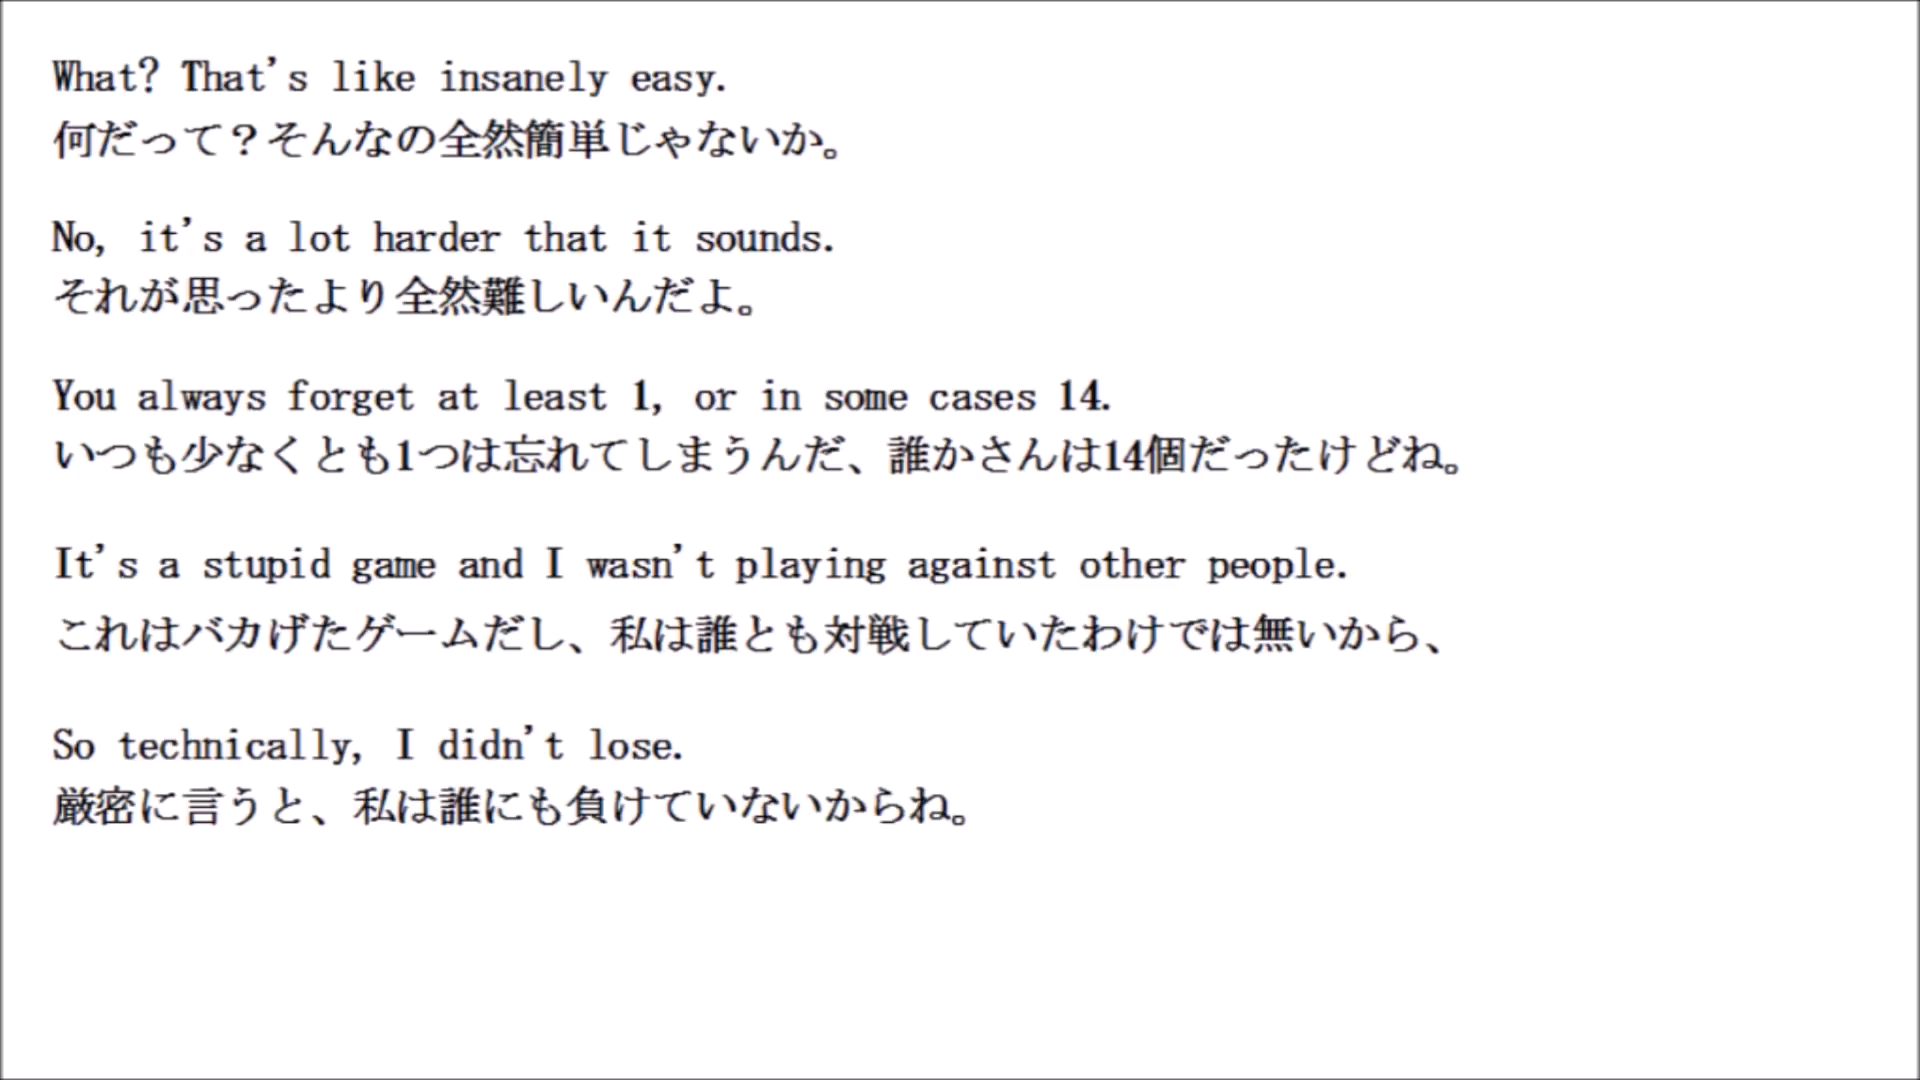 What? That's like insanely easy.
何だって？そんなの全然簡単じゃないか。
No, it's a lot harder that it sounds.
それが思ったより全然難しいんだよ。
You always forget at least 1, or in some cases 14.
いつも少なくとも1つは忘れてしまうんだ、誰かさんは14個だったけどね。
It's a stupid game and I wasn't playing against other people.
これはバカげたゲームだし、私は誰とも対戦していたわけでは無いから、
So technically, I didn't lose.
厳密に言うと、私は誰にも負けていないからね。